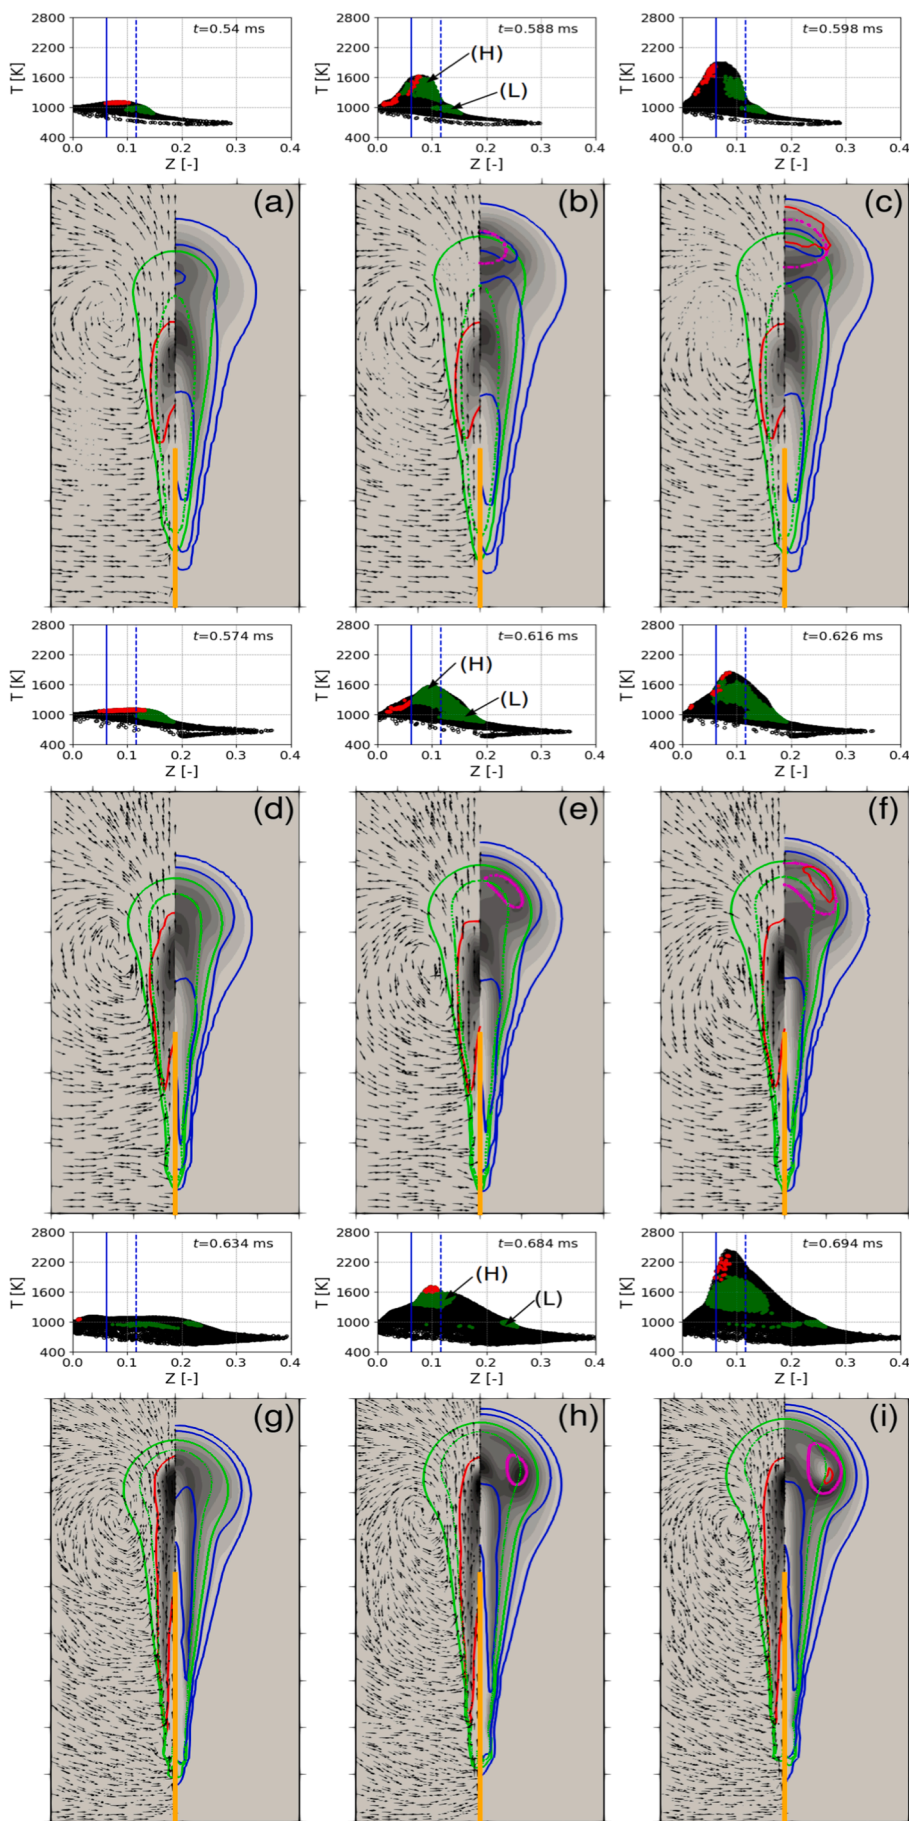 2800
2200
1600
1000
400
T [K]
t=0.54 ms
0.0 0.1 0.2 0.3 0.4
Z [-]
2800
2200
1600
1000
400
T [K]
t=0.588 ms
(H)
(L)
0.0 0.1 0.2 0.3 0.4
Z [-]
2800
2200
1600
1000
400
T [K]
t=0.598 ms
0.0 0.1 0.2 0.3 0.4
Z [-]
(a)
(b)
(c)
2800
2200
1600
1000
400
T [K]
t=0.574 ms
0.0 0.1 0.2 0.3 0.4
Z [-]
2800
2200
1600
1000
400
T [K]
t=0.616 ms
(H)
(L)
0.0 0.1 0.2 0.3 0.4
Z [-]
2800
2200
1600
1000
400
T [K]
t=0.626 ms
0.0 0.1 0.2 0.3 0.4
Z [-]
(d)
(e)
(f)
2800
2200
1600
1000
400
T [K]
t=0.634 ms
0.0 0.1 0.2 0.3 0.4
Z [-]
2800
2200
1600
1000
400
T [K]
t=0.684 ms
(H)
(L)
0.0 0.1 0.2 0.3 0.4
Z [-]
2800
2200
1600
1000
400
T [K]
t=0.694 ms
0.0 0.1 0.2 0.3 0.4
Z [-]
(g)
(h)
(i)